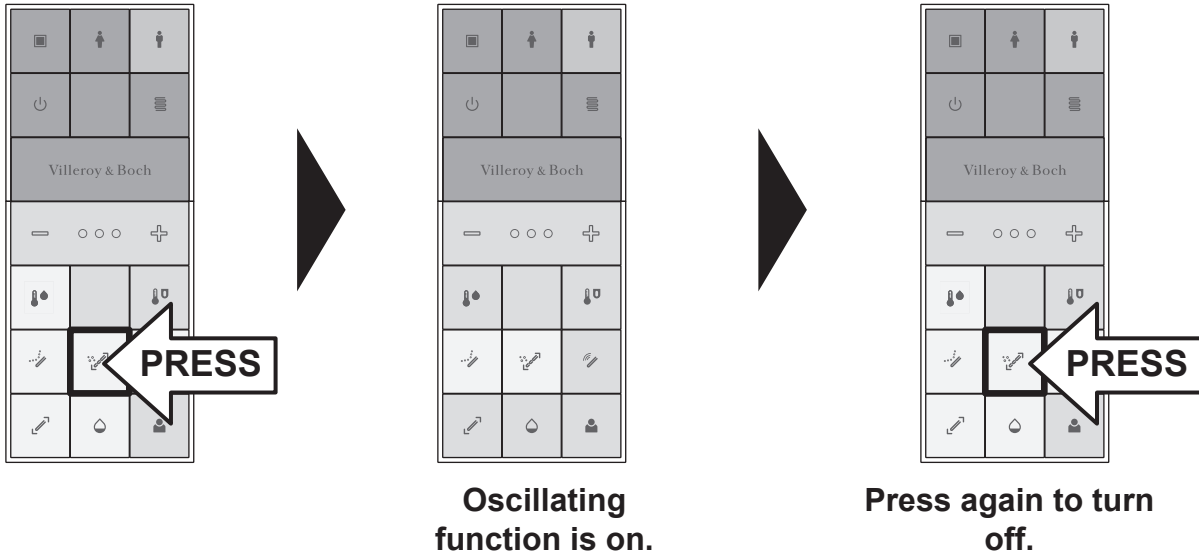 Villeroy & Boch
Villeroy & Boch
Villeroy & Boch
PRESS
PRESS
Oscillating
function is on.
Press again to turn
off.